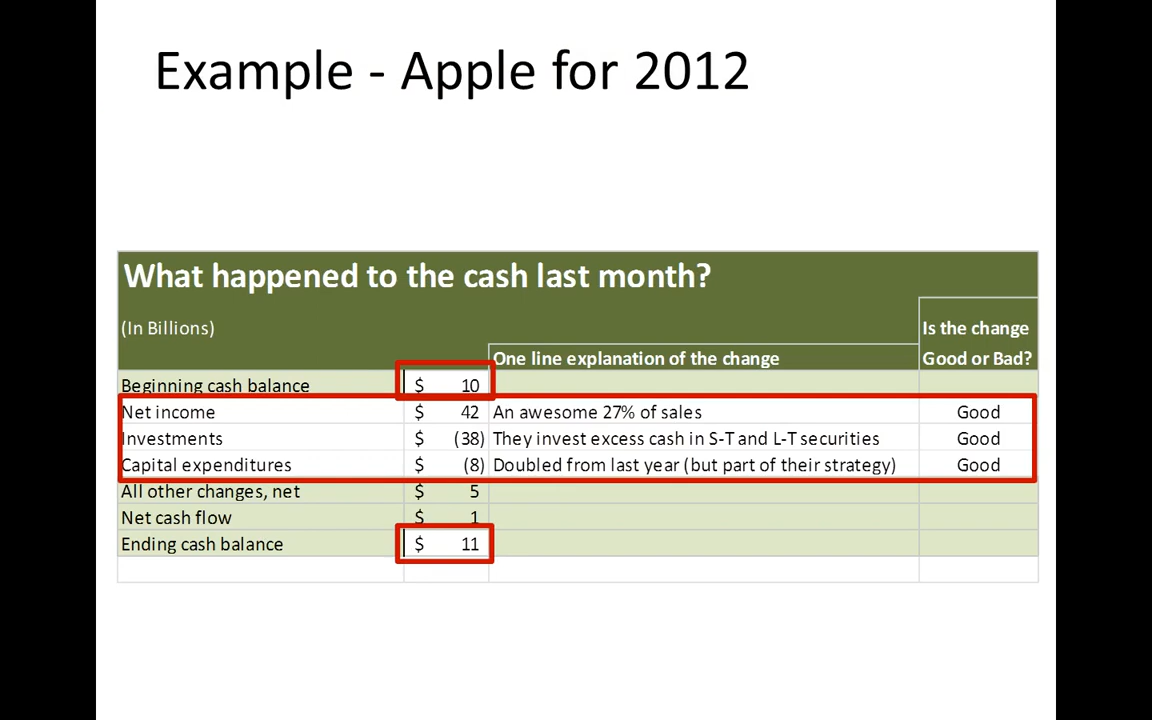 Example - Apple for 2012
What happened to the cash last month?
(In Billions)
Is the change
One line explanation of the change Good or Bad?
Beginning cash balance $ 10
Net income $ 42 An awesome 27% of sales Good
Investments $ (38) They invest excess cash in S-T and L-T securities Good
Capital expenditures $ (8) Doubled from last year (but part of their strategy) Good
All other changes, net $ 5
Net cash flow $ 1
Ending cash balance $ 11